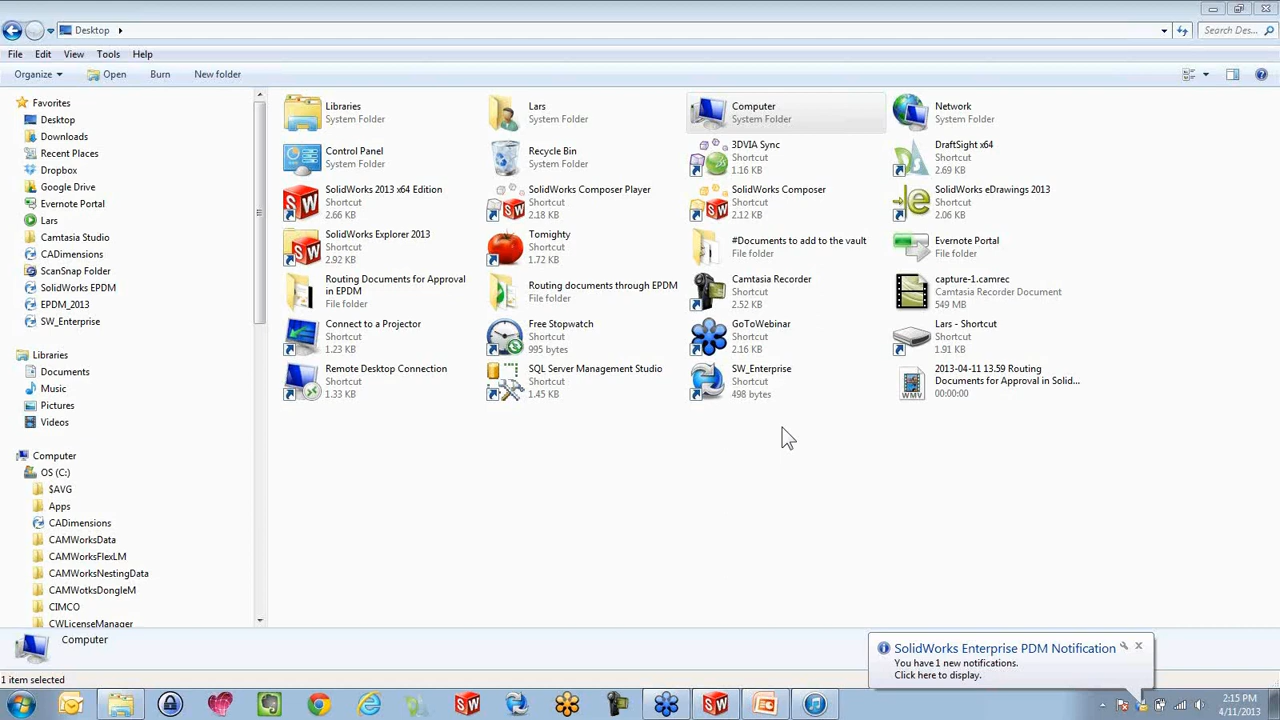 Desktop
Search Des...
File Edit View Tools Help
Organize Open Burn New folder
Favorites
Desktop
Downloads
Recent Places
Dropbox
Google Drive
Evernote Portal
Lars
Camtasia Studio
CADimensions
ScanSnap Folder
SolidWorks EPDM
EPDM_2013
SW_Enterprise
Libraries
Documents
Music
Pictures
Videos
Computer
OS (C:)
$AVG
Apps
CADimensions
CAMWorksData
CAMWorksFlexLM
CAMWorksNestingData
CAMWotksDongleM
CIMCO
CWLicenseManager
Libraries
System Folder
Lars
System Folder
Computer
System Folder
Network
System Folder
Control Panel
System Folder
Recycle Bin
System Folder
3DVIA Sync
Shortcut
1.16 KB
DraftSight x64
Shortcut
2.69 KB
SolidWorks 2013 x64 Edition
Shortcut
2.66 KB
SolidWorks Composer Player
Shortcut
2.18 KB
SolidWorks Composer
Shortcut
2.12 KB
SolidWorks eDrawings 2013
Shortcut
2.06 KB
SolidWorks Explorer 2013
Shortcut
2.92 KB
Tomighty
Shortcut
1.72 KB
#Documents to add to the vault
File folder
Evernote Portal
File folder
Routing Documents for Approval
in EPDM
File folder
Routing documents through EPDM
File folder
Camtasia Recorder
Shortcut
2.52 KB
capture-1.camrec
Camtasia Recorder Document
549 MB
Connect to a Projector
Shortcut
1.23 KB
Free Stopwatch
Shortcut
995 bytes
GoToWebinar
Shortcut
2.16 KB
Lars - Shortcut
Shortcut
1.91 KB
Remote Desktop Connection
Shortcut
1.33 KB
SQL Server Management Studio
Shortcut
1.45 KB
SW_Enterprise
Shortcut
498 bytes
WMV
2013-04-11 13.59 Routing
Documents for Approval in Solid...
00:00:00
Computer
1 item selected
SolidWorks Enterprise PDM Notification
You have 1 new notifications.
Click here to display.
2:15 PM
4/11/2013